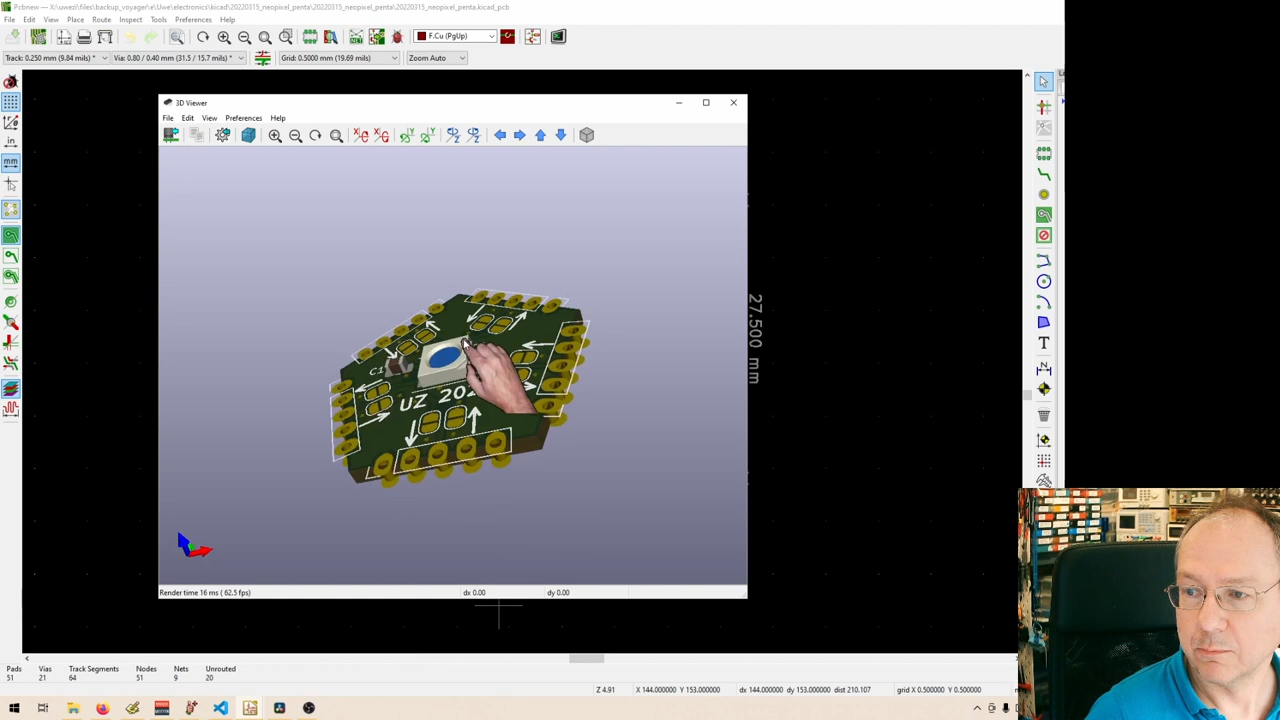 Pcbnew — X:\uwezi\files\backup_voyager\e\Uwe\electronics\kicad\20220315_neopixel_penta\20220315_neopixel_penta\20220315_neopixel_penta.kicad_pcb
File Edit View Place Route Inspect Tools Preferences Help
F.Cu (PgUp)
Track: 0.250 mm (9.84 mils) * Via: 0.80 / 0.40 mm (31.5 / 15.7 mils) * Grid: 0.5000 mm (19.69 mils) Zoom Auto
3D Viewer
File Edit View Preferences Help
in
mm
T
N
C1
UZ 202
27.500 mm
Render time 16 ms ( 62.5 fps) dx 0.00 dy 0.00
Pads Vias Track Segments Nodes Nets Unrouted
51 21 64 51 9 20
Z 4.91 X 144.000000 Y 153.000000 dx 144.000000 dy 153.000000 dist 210.107 grid X 0.500000 Y 0.500000